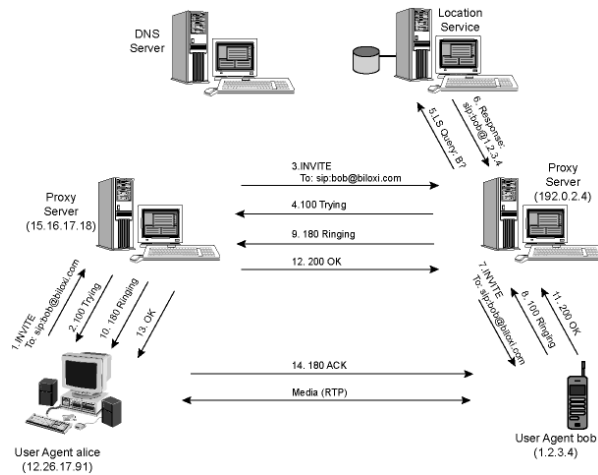 DNS
Server
Location
Service
5.LS Query: B?
6. Response:
sip:bob@1.2.3.4
3.INVITE
To: sip:bob@biloxi.com
Proxy
Server
(15.16.17.18)
Proxy
Server
(192.0.2.4)
4.100 Trying
9. 180 Ringing
12. 200 OK
1.INVITE
To: sip:bob@biloxi.com
2.100 Trying
10.180 Ringing
13. OK
7.INVITE
To: sip:bob@biloxi.com
8. 100 Ringing
11. 200 OK
14. 180 ACK
Media (RTP)
User Agent alice
(12.26.17.91)
User Agent bob
(1.2.3.4)